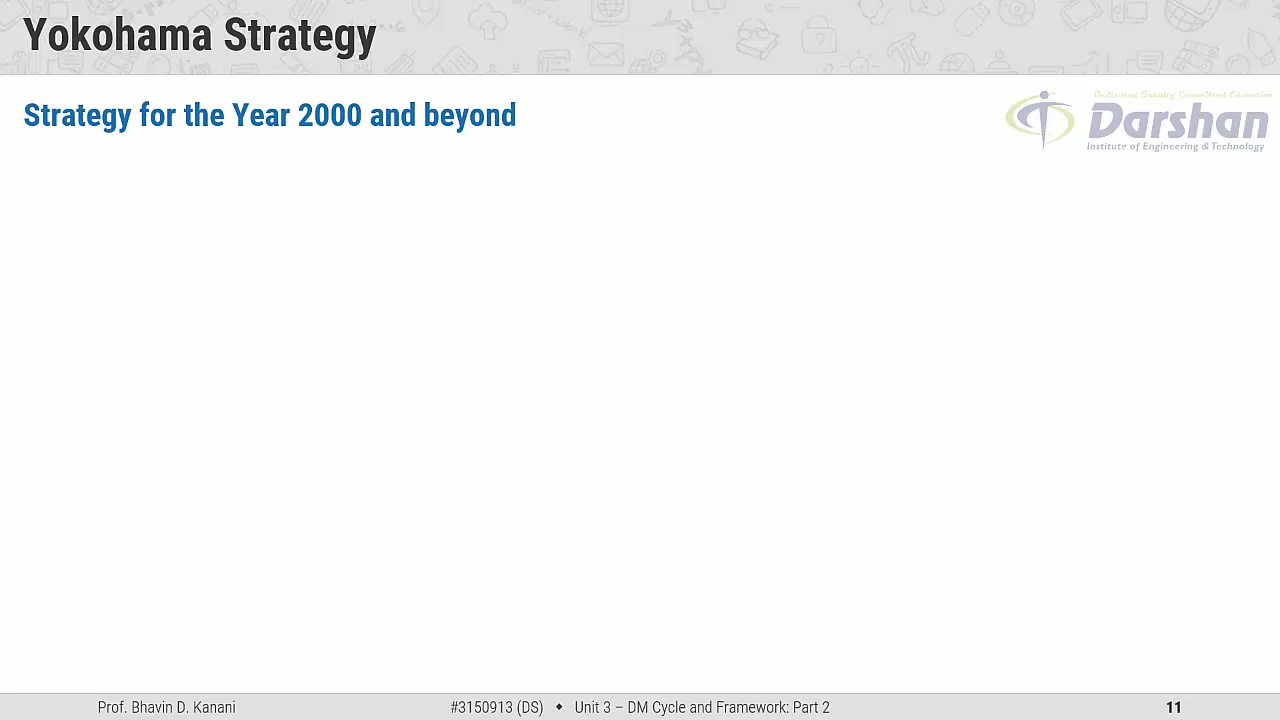 Yokohama Strategy
Strategy for the Year 2000 and beyond
Darshan
Institute of Engineering & Technology
Prof. Bhavin D. Kanani
#3150913 (DS) ◆ Unit 3 – DM Cycle and Framework: Part 2
11